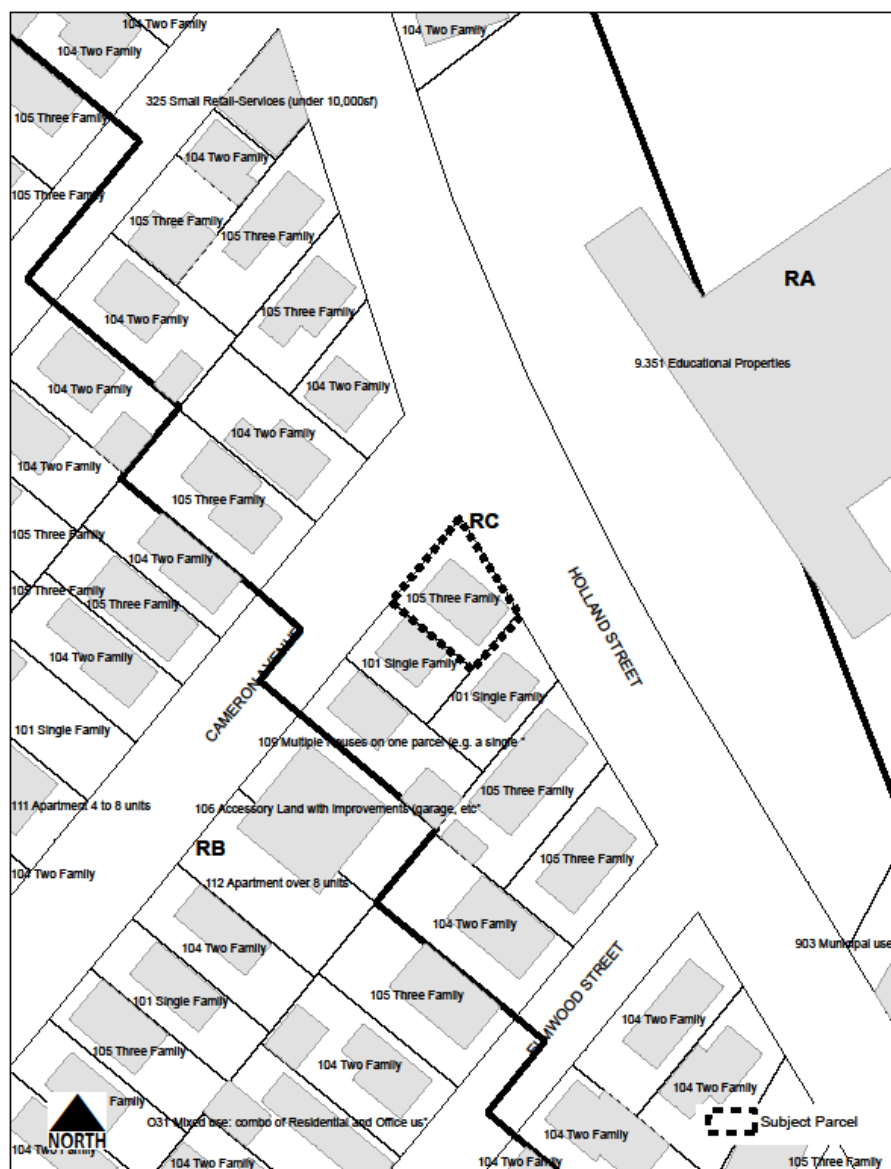 104 Two Family
104 Two Family
104 Two Family
325 Small Retail-Services (under 10,000sf)
105 Three Family
104 Two Family
105 Three Family
105 Three Family
105 Three Family
RA
104 Two Family
105 Three Family
9.351 Educational Properties
104 Two Family
104 Two Family
104 Two Family
104 Two Family
105 Three Family
RC
105 Three Family
104 Two Family
HOLLAND STREET
105 Three Family
105 Three Family
105 Three Family
104 Two Family
101 Single Family
CAMERON AVENUE
101 Single Family
101 Single Family
109 Multiple Houses on one parcel (e.g. a single "
105 Three Family
111 Apartment 4 to 8 units
106 Accessory Land with improvements (garage, etc"
RB
105 Three Family
104 Two Family
112 Apartment over 8 units
104 Two Family
104 Two Family
903 Municipal use
ELMWOOD STREET
105 Three Family
101 Single Family
104 Two Family
105 Three Family
104 Two Family
104 Two Family
Family
O31 Mixed use: combo of Residential and Office us"
Subject Parcel
NORTH
104 Two Family
104 Two Family
104 Two Family
105 Three Family